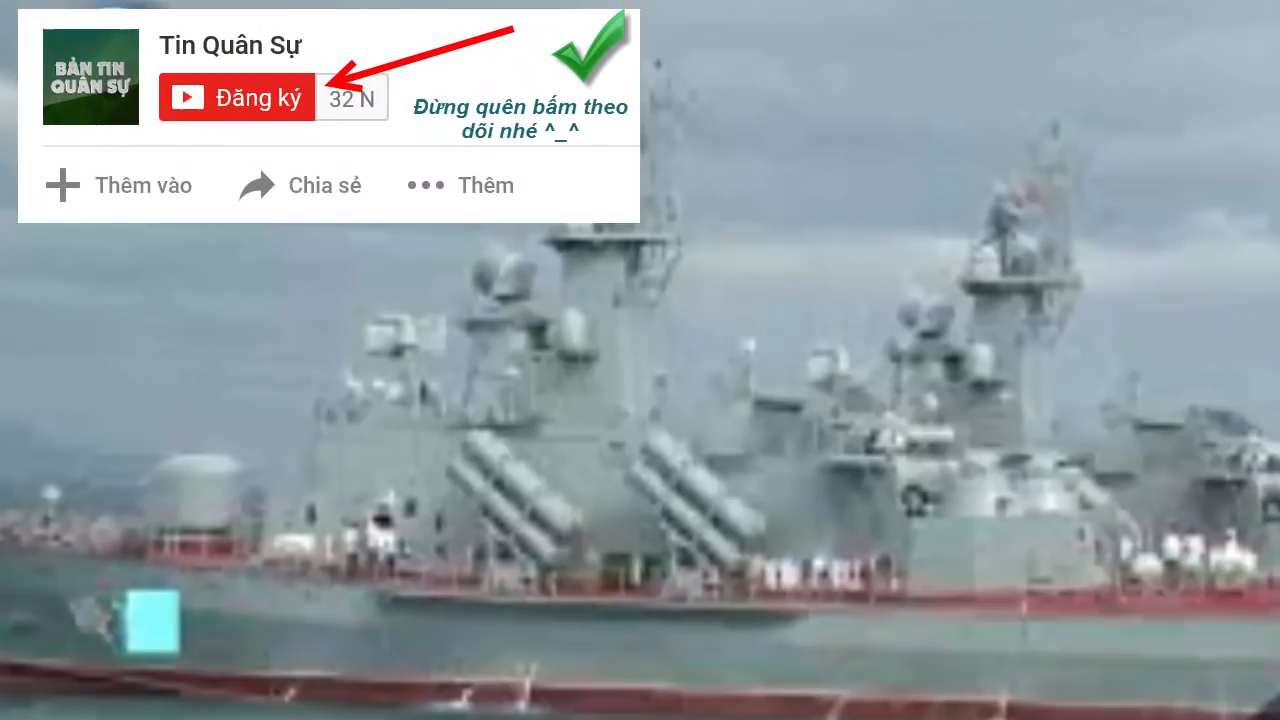 BẢN TIN
QUÂN SỰ
Tin Quân Sự
Đăng ký
32 N
Đừng quên bấm theo
dõi nhé ^_^
Thêm vào
Chia sẻ
Thêm